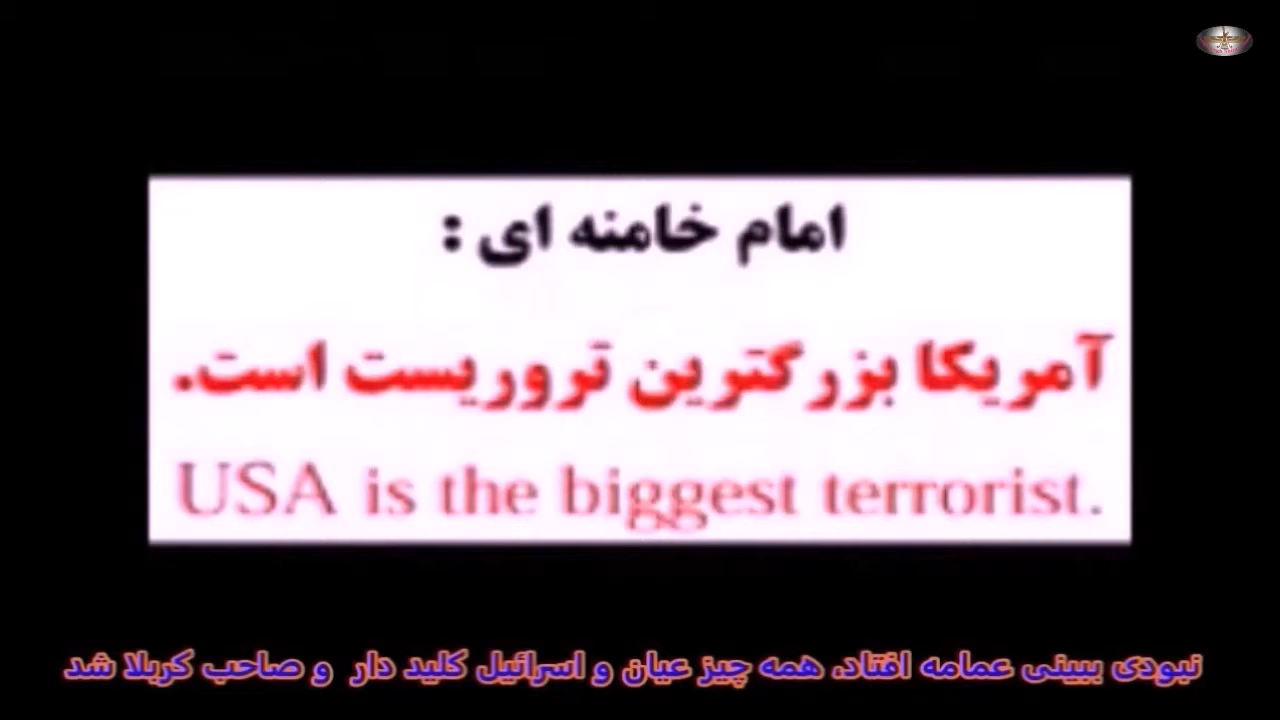 امام خامنه ای :
آمریکا بزرگترین تروریست است.
USA is the biggest terrorist.
نبودی ببینی عمامه افتاد، همه چیز عیان و اسرائیل کلید دار و صاحب کربلا شد